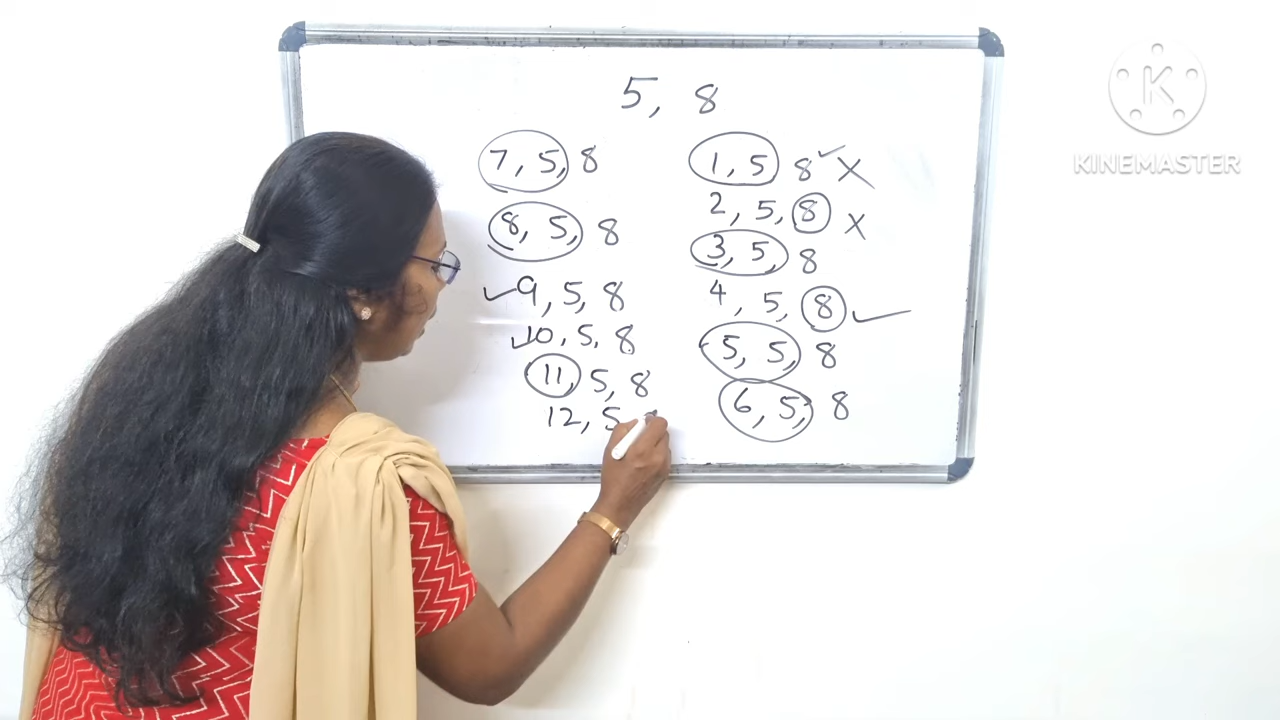 5, 8
7, 5, 8
8, 5, 8
9, 5, 8
10, 5, 8
11, 5, 8
12, 5
1, 5 8
2, 5, 8
3, 5, 8
4, 5, 8
5, 5, 8
6, 5, 8
K
KINEMASTER